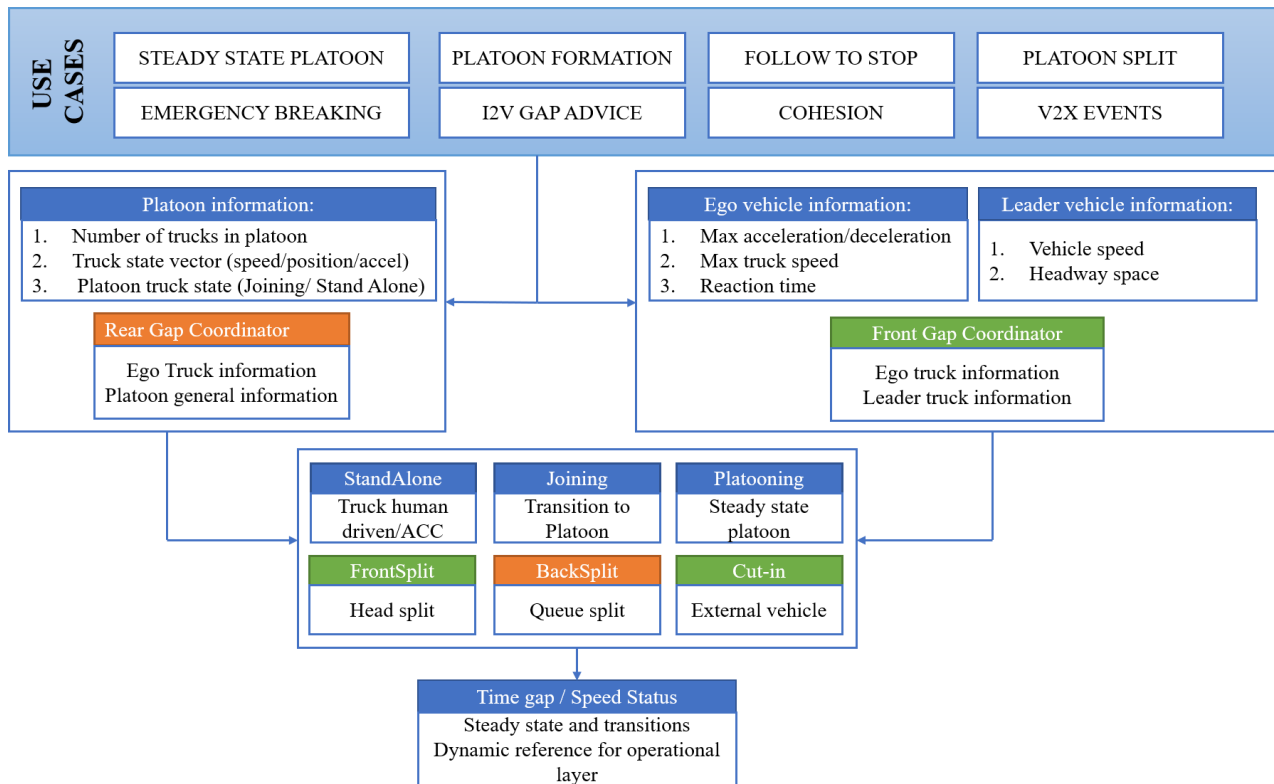 USE
CASES
STEADY STATE PLATOON
PLATOON FORMATION
FOLLOW TO STOP
PLATOON SPLIT
EMERGENCY BREAKING
I2V GAP ADVICE
COHESION
V2X EVENTS
Platoon information:
1. Number of trucks in platoon
2. Truck state vector (speed/position/accel)
3. Platoon truck state (Joining/ Stand Alone)
Rear Gap Coordinator
Ego Truck information
Platoon general information
Ego vehicle information:
1. Max acceleration/deceleration
2. Max truck speed
3. Reaction time
Leader vehicle information:
1. Vehicle speed
2. Headway space
Front Gap Coordinator
Ego truck information
Leader truck information
StandAlone
Truck human
driven/ACC
Joining
Transition to
Platoon
Platooning
Steady state
platoon
FrontSplit
Head split
BackSplit
Queue split
Cut-in
External vehicle
Time gap / Speed Status
Steady state and transitions
Dynamic reference for operational
layer